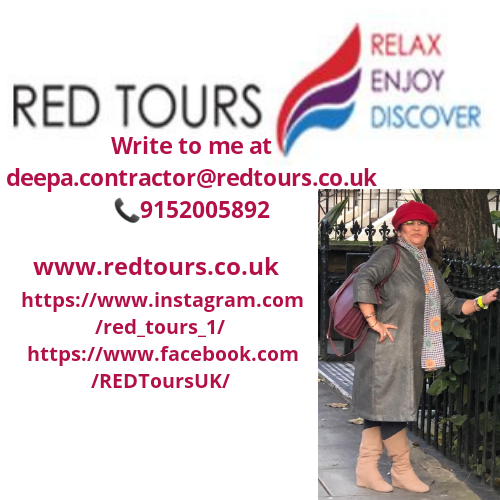 RED TOURS
RELAX
ENJOY
DISCOVER
Write to me at
deepa.contractor@redtours.co.uk
📞9152005892
www.redtours.co.uk
https://www.instagram.com
/red_tours_1/
https://www.facebook.com
/REDToursUK/